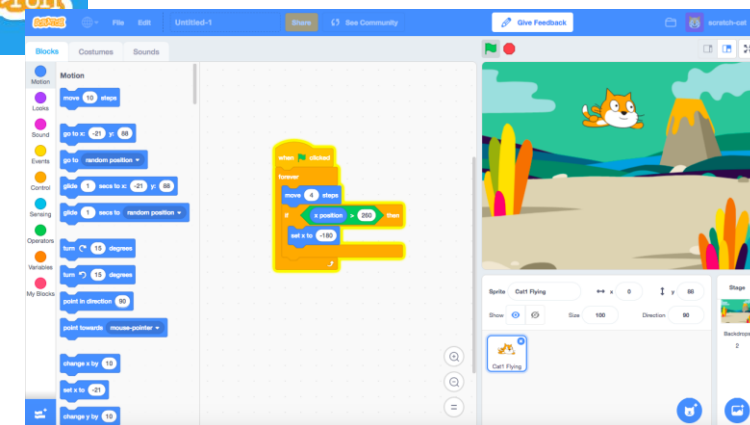 SCRATCH File Edit Untitled-1 Share See Community Give Feedback scratch-cat
Blocks Costumes Sounds
Motion
Looks
Sound
Events
Control
Sensing
Operators
Variables
My Blocks
Motion
move 10 steps
go to x: -21 y: 88
go to random position
glide 1 secs to x: -21 y: 88
glide 1 secs to random position
turn 15 degrees
turn 15 degrees
point in direction 90
point towards mouse-pointer
change x by 10
set x to -21
change y by 10
when clicked
forever
move 4 steps
if x position > 260 then
set x to -180
Sprite Cat1 Flying x 0 y 88
Show Size 100 Direction 90
Cat1 Flying
Stage
Backdrops
2